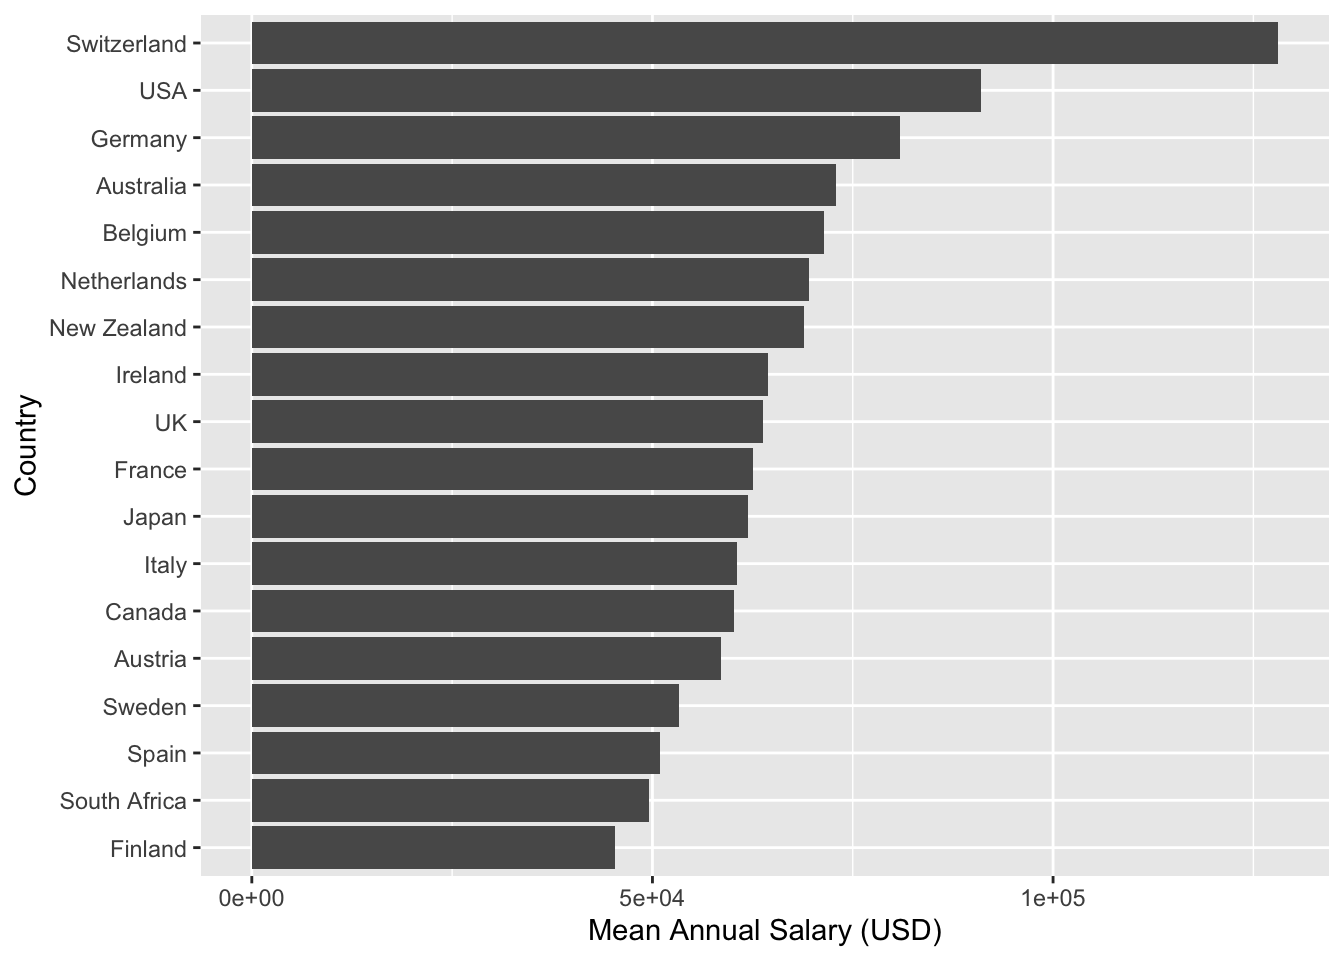 Switzerland
USA
Germany
Australia
Belgium
Netherlands
New Zealand
Ireland
UK
France
Japan
Italy
Canada
Austria
Sweden
Spain
South Africa
Finland
Country
0e+00 5e+04 1e+05
Mean Annual Salary (USD)